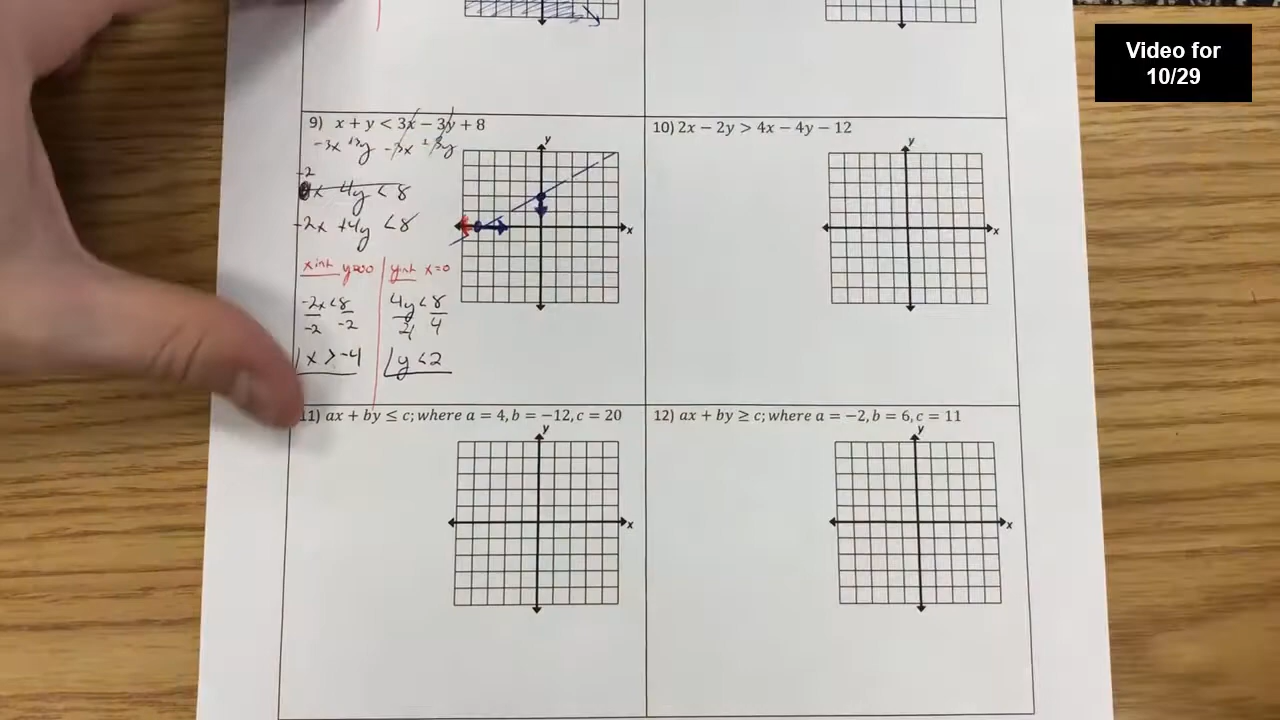 Video for
10/29
9) x + y < 3x − 3y + 8
-3x +3y -3x +3y
-2
x 4y < 8
-2x +4y < 8
x int y=0
-2x < 8
-2 -2
x > -4
y int x=0
4y < 8
4 4
y < 2
y
x
10) 2x − 2y > 4x − 4y − 12
y
x
11) ax + by ≤ c; where a = 4, b = −12, c = 20
y
x
12) ax + by ≥ c; where a = −2, b = 6, c = 11
y
x